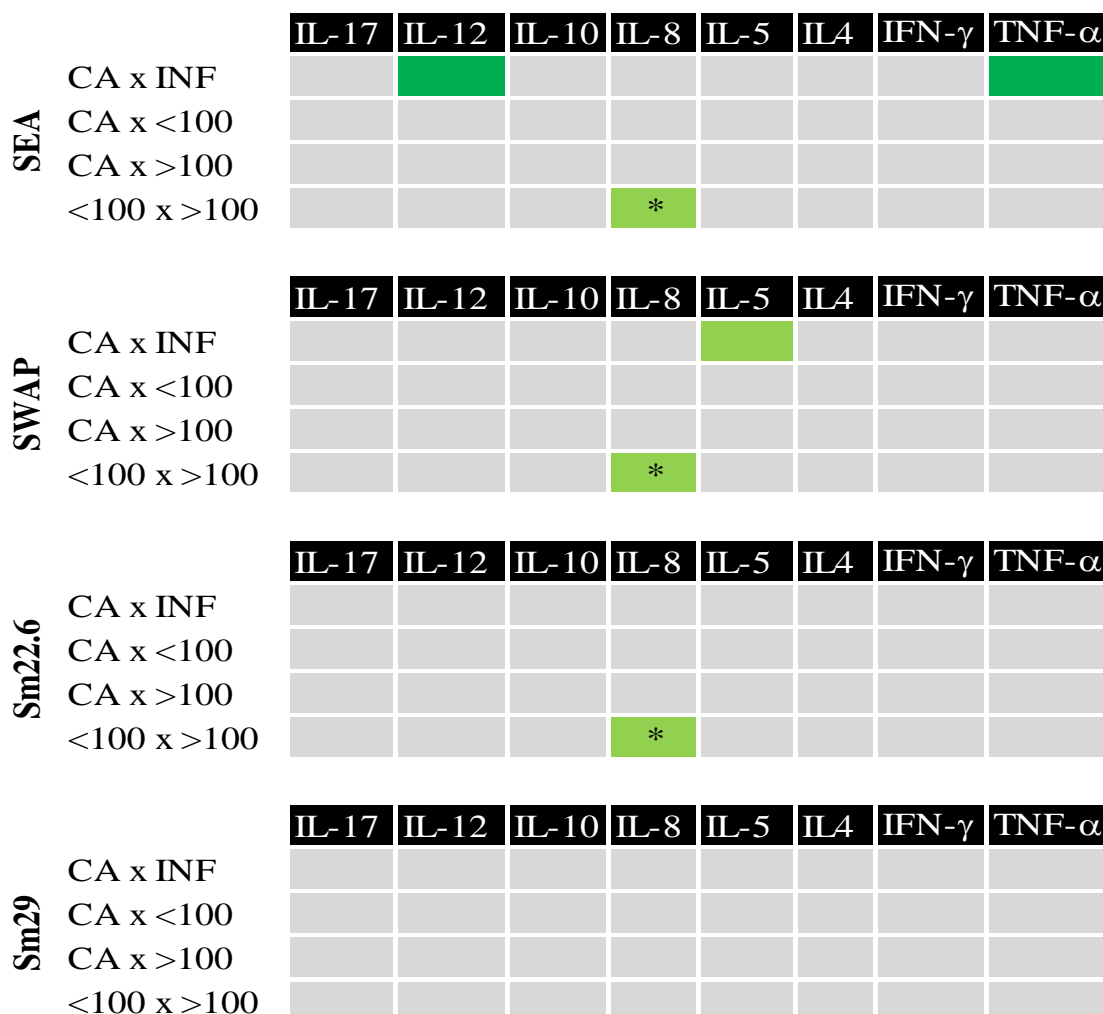 IL-17 IL-12 IL-10 IL-8 IL-5 IL4 IFN-γ TNF-α
SEA
CA x INF
CA x <100
CA x >100
<100 x >100 *
IL-17 IL-12 IL-10 IL-8 IL-5 IL4 IFN-γ TNF-α
SWAP
CA x INF
CA x <100
CA x >100
<100 x >100 *
IL-17 IL-12 IL-10 IL-8 IL-5 IL4 IFN-γ TNF-α
Sm22.6
CA x INF
CA x <100
CA x >100
<100 x >100 *
IL-17 IL-12 IL-10 IL-8 IL-5 IL4 IFN-γ TNF-α
Sm29
CA x INF
CA x <100
CA x >100
<100 x >100